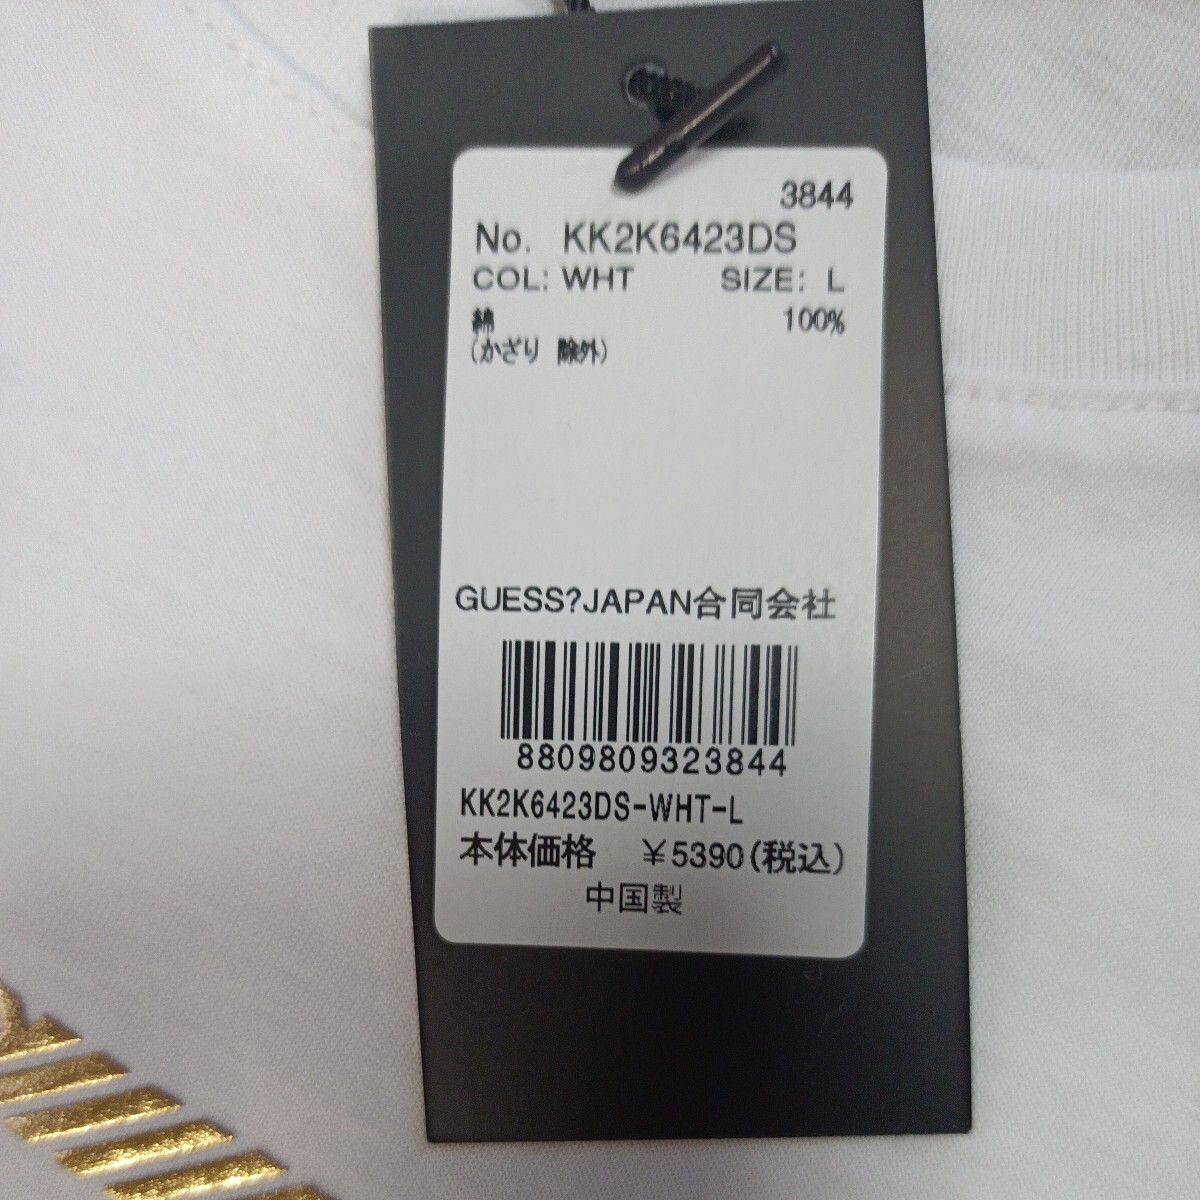 3844
No. KK2K6423DS
COL: WHT SIZE: L
綿 100%
(かざり 除外)
GUESS?JAPAN合同会社
8809809323844
KK2K6423DS-WHT-L
本体価格 ¥5390(税込)
中国製